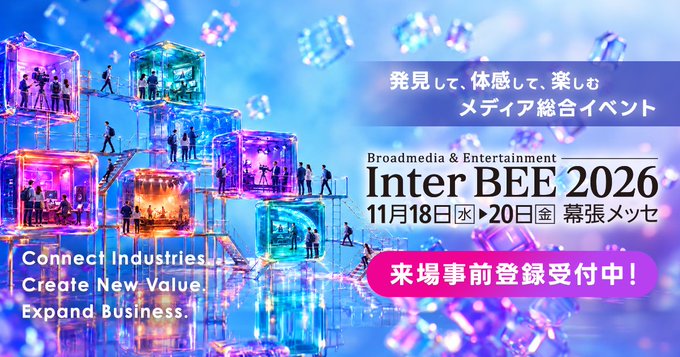 発見して、体感して、楽しむ
メディア総合イベント
Broadmedia & Entertainment
Inter BEE 2026
11月18日水▶20日金 幕張メッセ
来場事前登録受付中!
Connect Industries
Create New Value.
Expand Business.